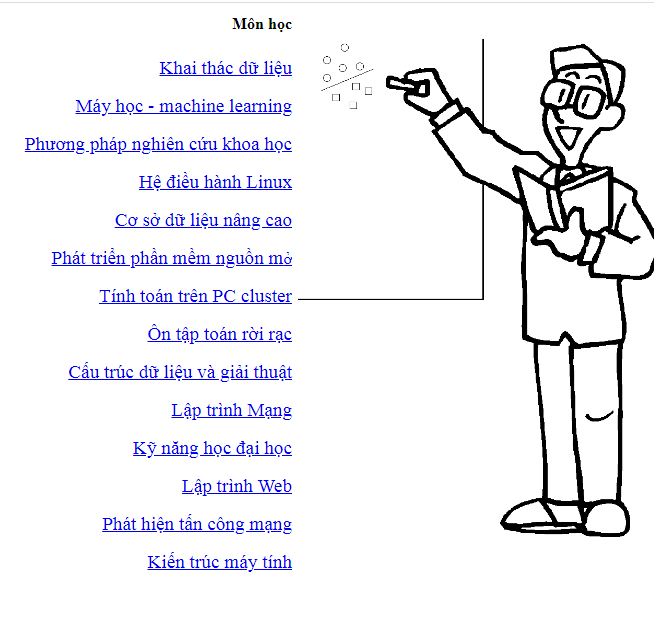 Môn học
Khai thác dữ liệu
Máy học - machine learning
Phương pháp nghiên cứu khoa học
Hệ điều hành Linux
Cơ sở dữ liệu nâng cao
Phát triển phần mềm nguồn mở
Tính toán trên PC cluster
Ôn tập toán rời rạc
Cấu trúc dữ liệu và giải thuật
Lập trình Mạng
Kỹ năng học đại học
Lập trình Web
Phát hiện tấn công mạng
Kiến trúc máy tính